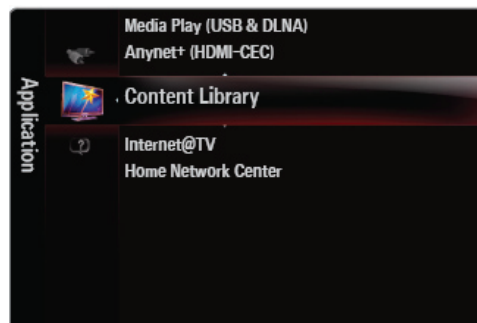 Application
Media Play (USB & DLNA)
Anynet+ (HDMI-CEC)
Content Library
Internet@TV
Home Network Center